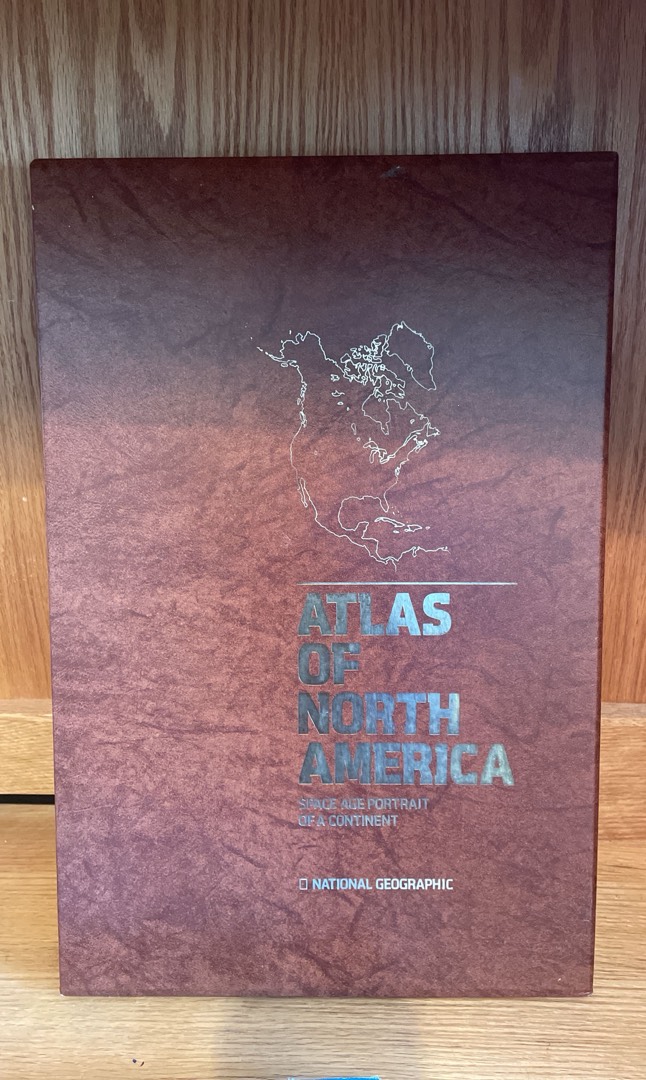 ATLAS
OF
NORTH
AMERICA
SPACE AGE PORTRAIT
OF A CONTINENT
NATIONAL GEOGRAPHIC